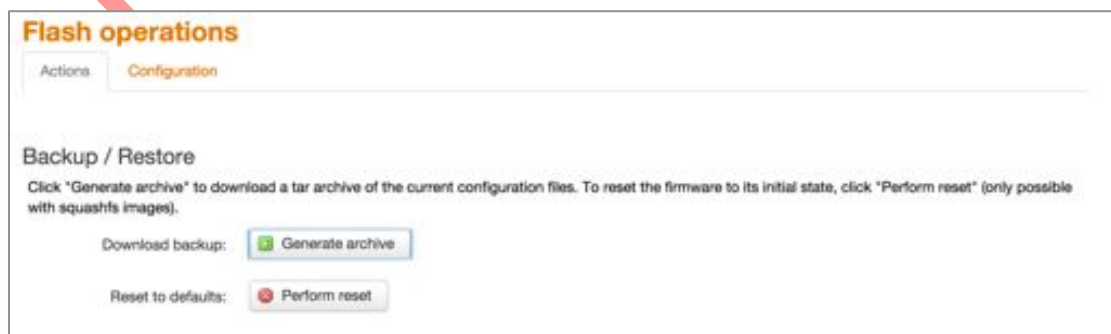 Flash operations
Actions Configuration
Backup / Restore
Click "Generate archive" to download a tar archive of the current configuration files. To reset the firmware to its initial state, click "Perform reset" (only possible
with squashfs images).
Download backup: Generate archive
Reset to defaults: Perform reset